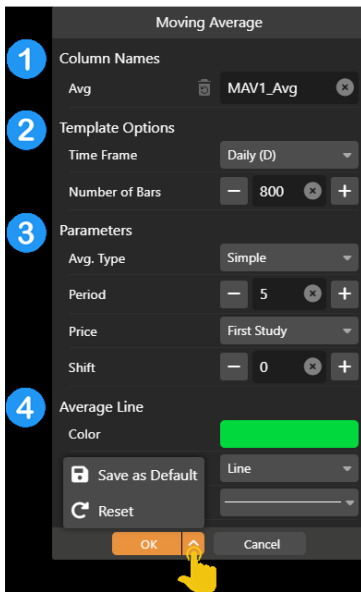 Moving Average
1 Column Names
Avg MAV1_Avg
2 Template Options
Time Frame Daily (D)
Number of Bars 800
3 Parameters
Avg. Type Simple
Period 5
Price First Study
Shift 0
4 Average Line
Color
Save as Default Line
Reset
OK Cancel